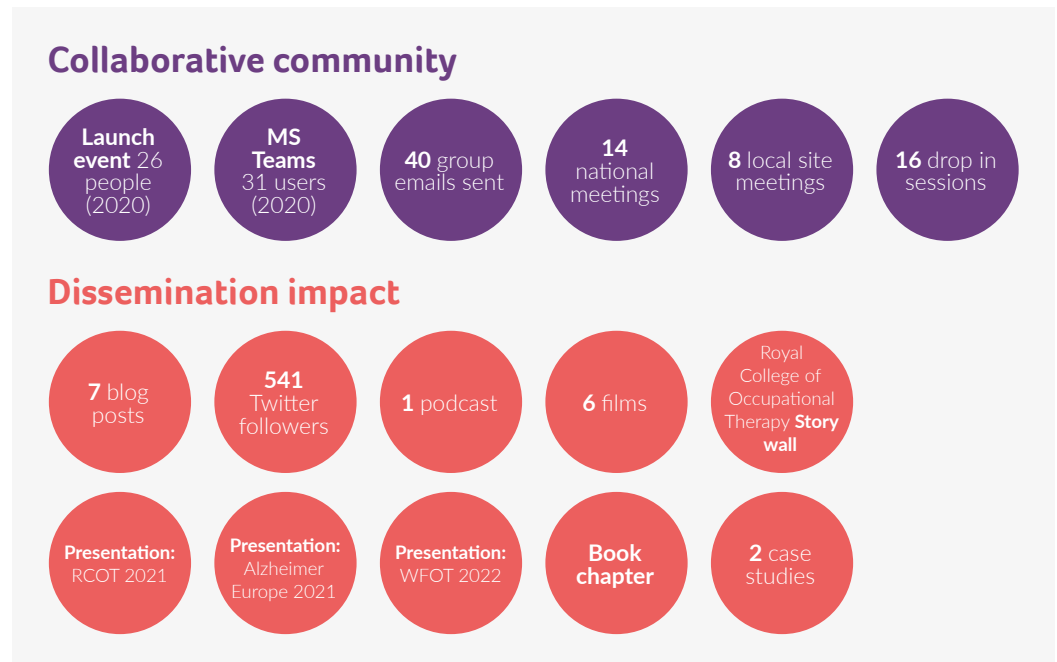 Collaborative community
Launch
event 26
people
(2020)
MS
Teams
31 users
(2020)
40 group
emails sent
14
national
meetings
8 local site
meetings
16 drop in
sessions
Dissemination impact
7 blog
posts
541
Twitter
followers
1 podcast
6 films
Royal
College of
Occupational
Therapy Story
wall
Presentation:
RCOT 2021
Presentation:
Alzheimer
Europe 2021
Presentation:
WFOT 2022
Book
chapter
2 case
studies